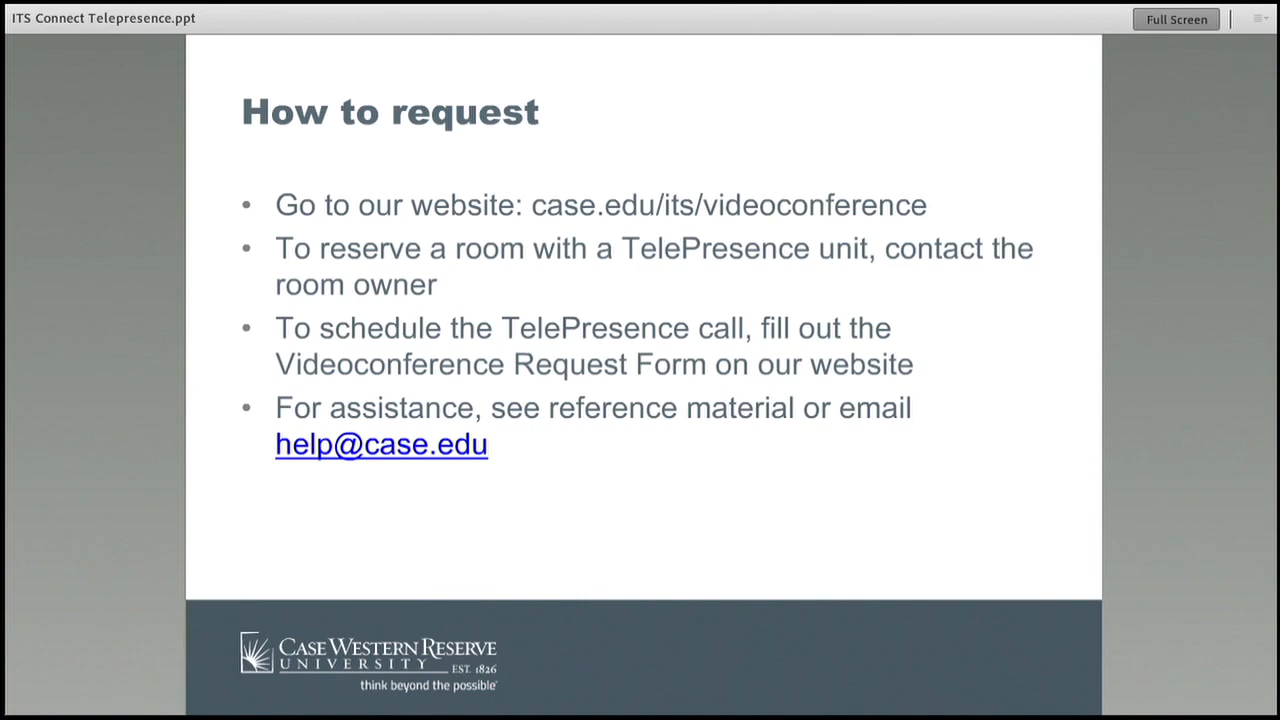 ITS Connect Telepresence.ppt
Full Screen
How to request
• Go to our website: case.edu/its/videoconference
• To reserve a room with a TelePresence unit, contact the
room owner
• To schedule the TelePresence call, fill out the
Videoconference Request Form on our website
• For assistance, see reference material or email
help@case.edu
CASE WESTERN RESERVE
UNIVERSITY EST. 1826
think beyond the possible"